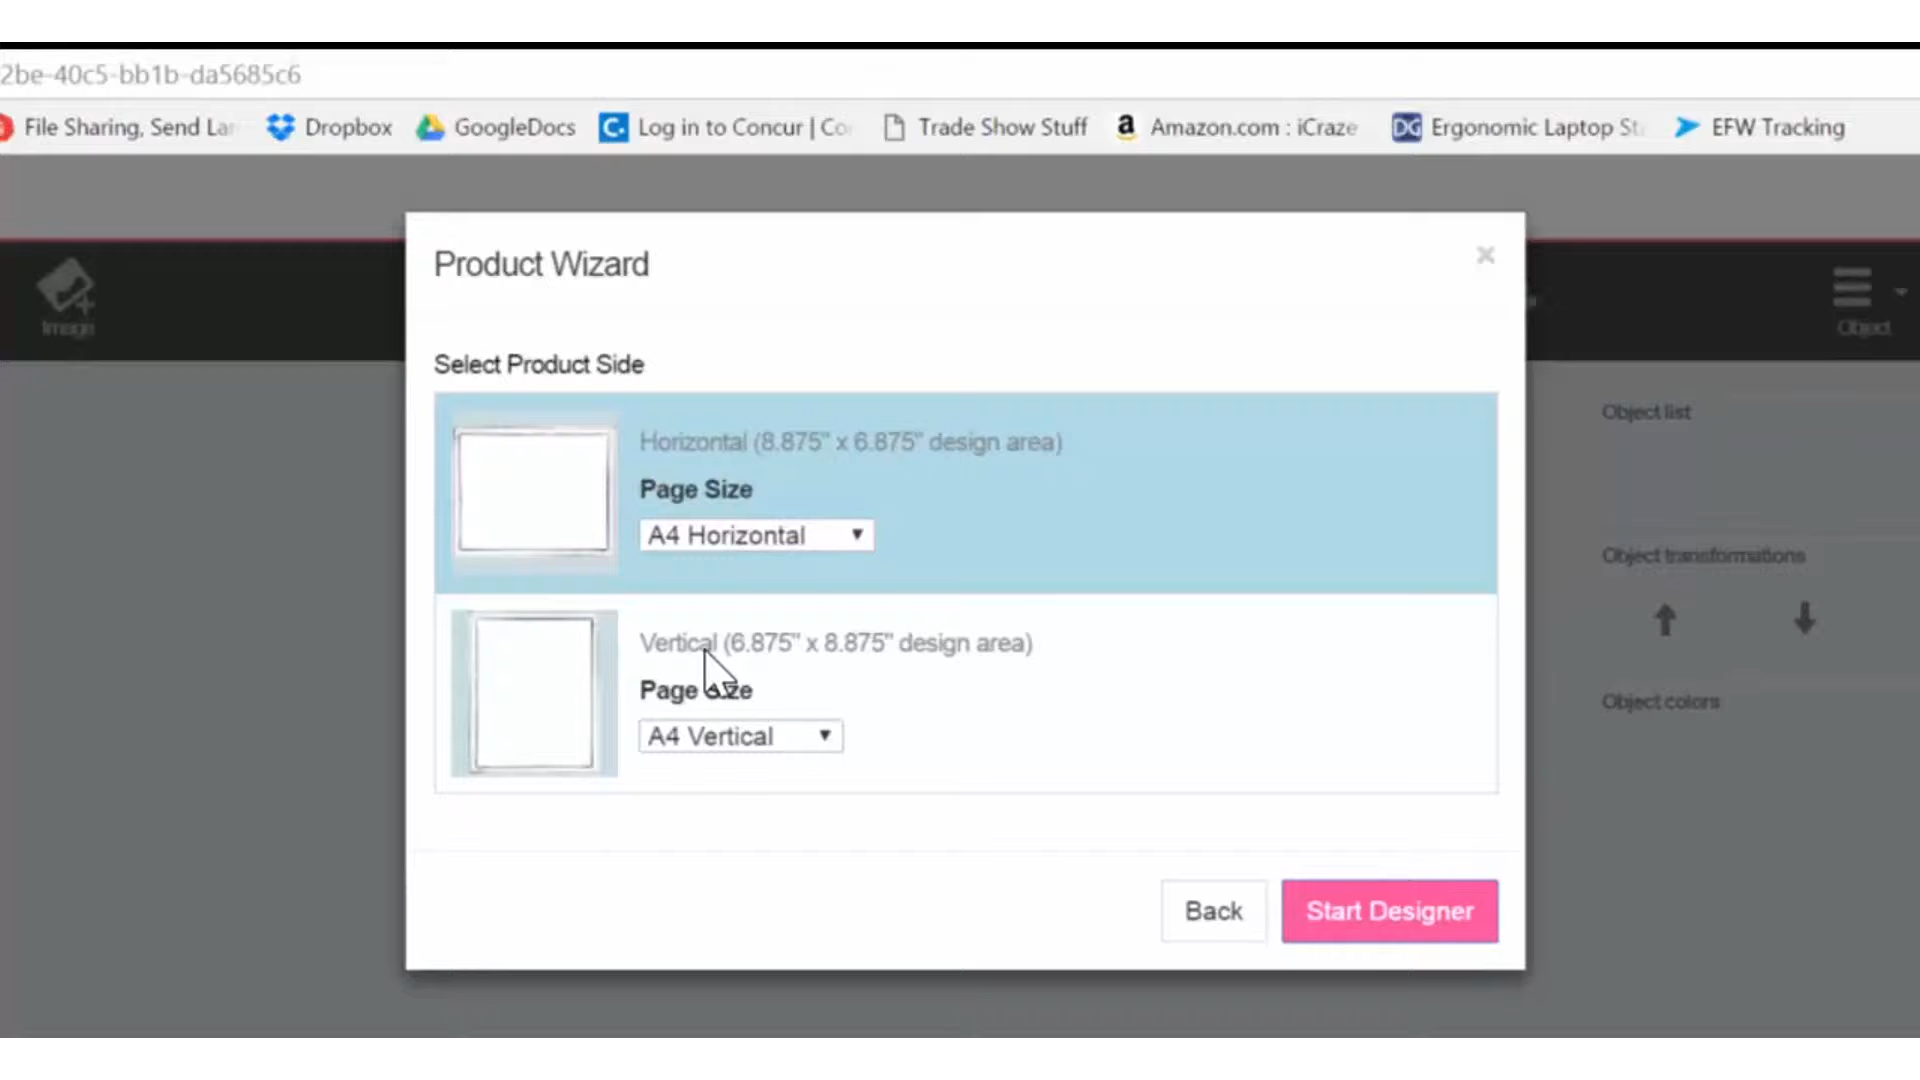 2be-40c5-bb1b-da5685c6
File Sharing, Send La Dropbox GoogleDocs Log in to Concur | Co Trade Show Stuff Amazon.com : iCraze Ergonomic Laptop St EFW Tracking
Image
Object
Product Wizard
×
Select Product Side
Horizontal (8.875" x 6.875" design area)
Page Size
A4 Horizontal
Vertical (6.875" x 8.875" design area)
Page Size
A4 Vertical
Back
Start Designer
Object list
Object transformations
Object colors